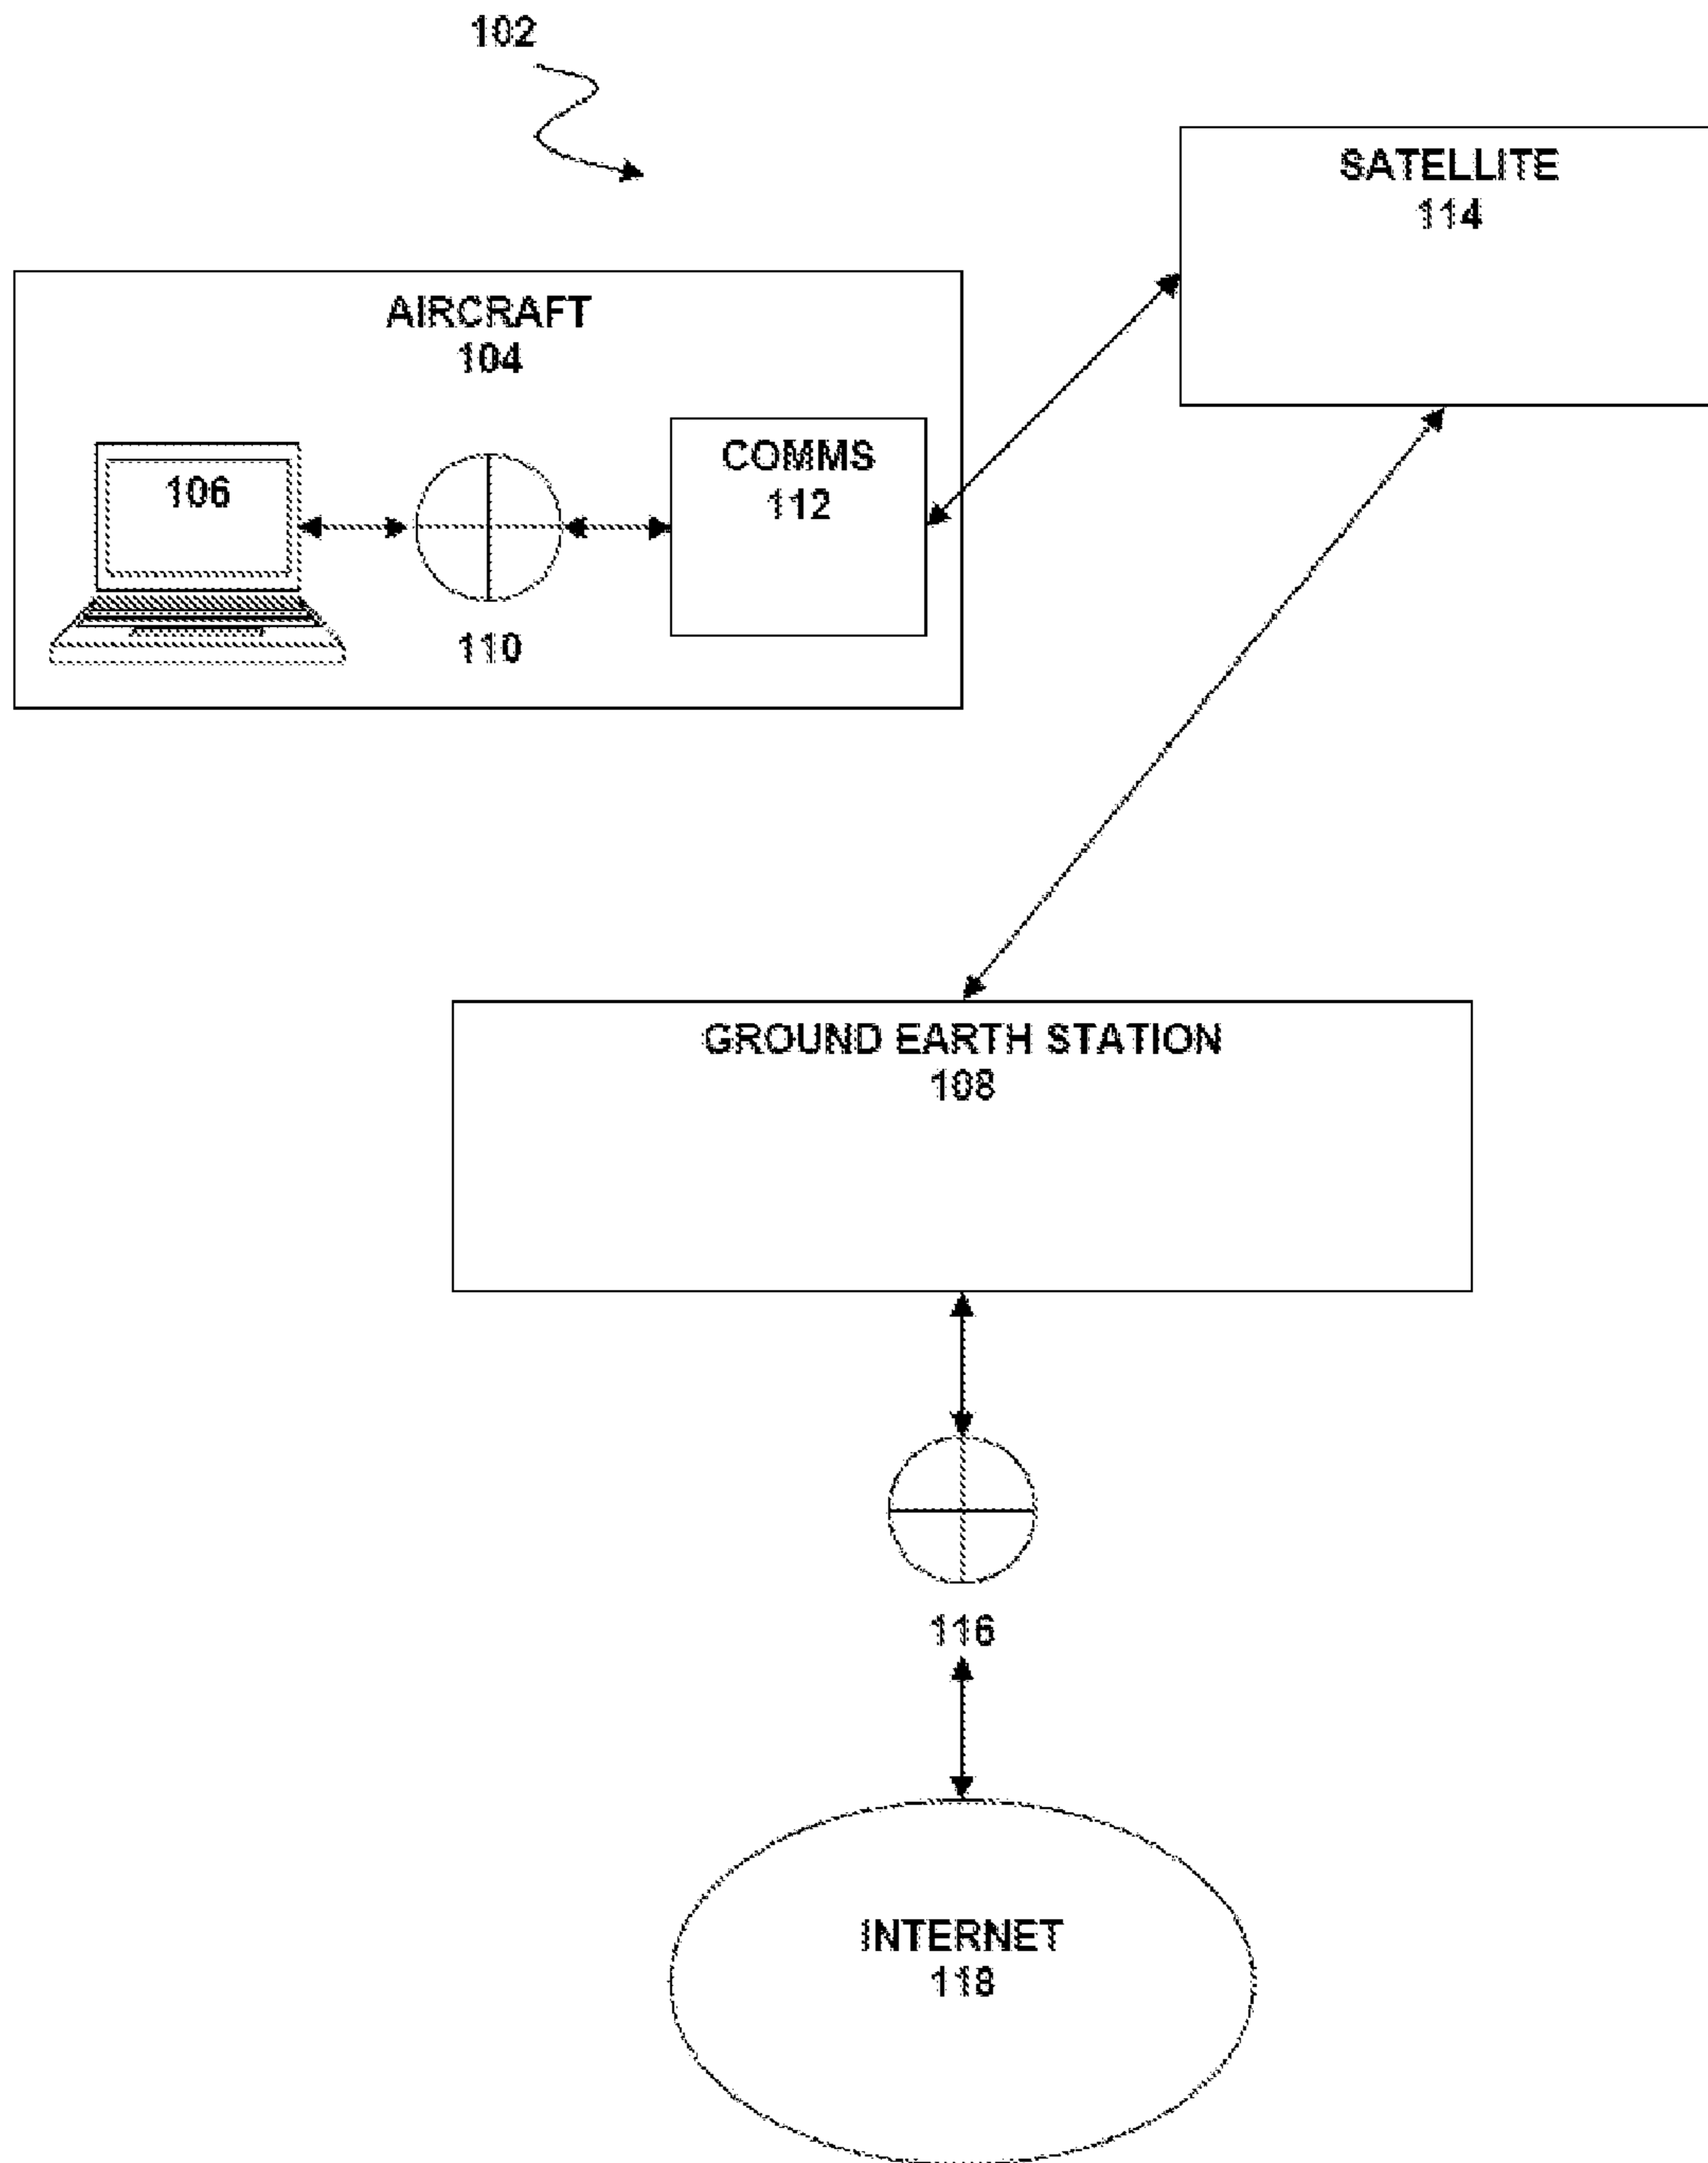 102
SATELLITE
114
AIRCRAFT
104
106
COMMS
112
110
GROUND EARTH STATION
108
116
INTERNET
118